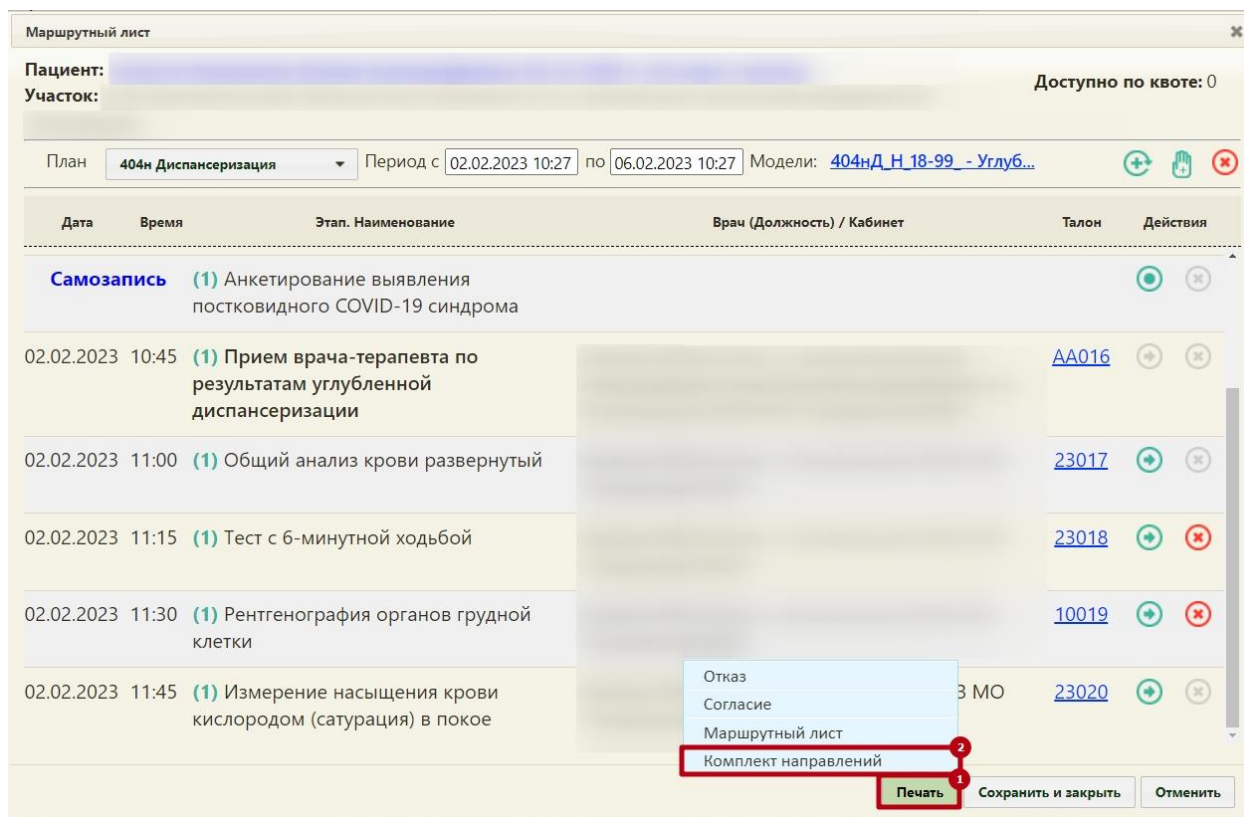 Маршрутный лист
Пациент:
Участок:
Доступно по квоте: 0
План 404н Диспансеризация Период с 02.02.2023 10:27 по 06.02.2023 10:27 Модели: 404нД_Н_18-99_ - Углуб...
Дата Время Этап. Наименование Врач (Должность) / Кабинет Талон Действия
Самозапись (1) Анкетирование выявления
постковидного COVID-19 синдрома
02.02.2023 10:45 (1) Прием врача-терапевта по АА016
результатам углубленной
диспансеризации
02.02.2023 11:00 (1) Общий анализ крови развернутый 23017
02.02.2023 11:15 (1) Тест с 6-минутной ходьбой 23018
02.02.2023 11:30 (1) Рентгенография органов грудной 10019
клетки
02.02.2023 11:45 (1) Измерение насыщения крови З МО 23020
кислородом (сатурация) в покое
Отказ
Согласие
Маршрутный лист
Комплект направлений 2
Печать 1 Сохранить и закрыть Отменить